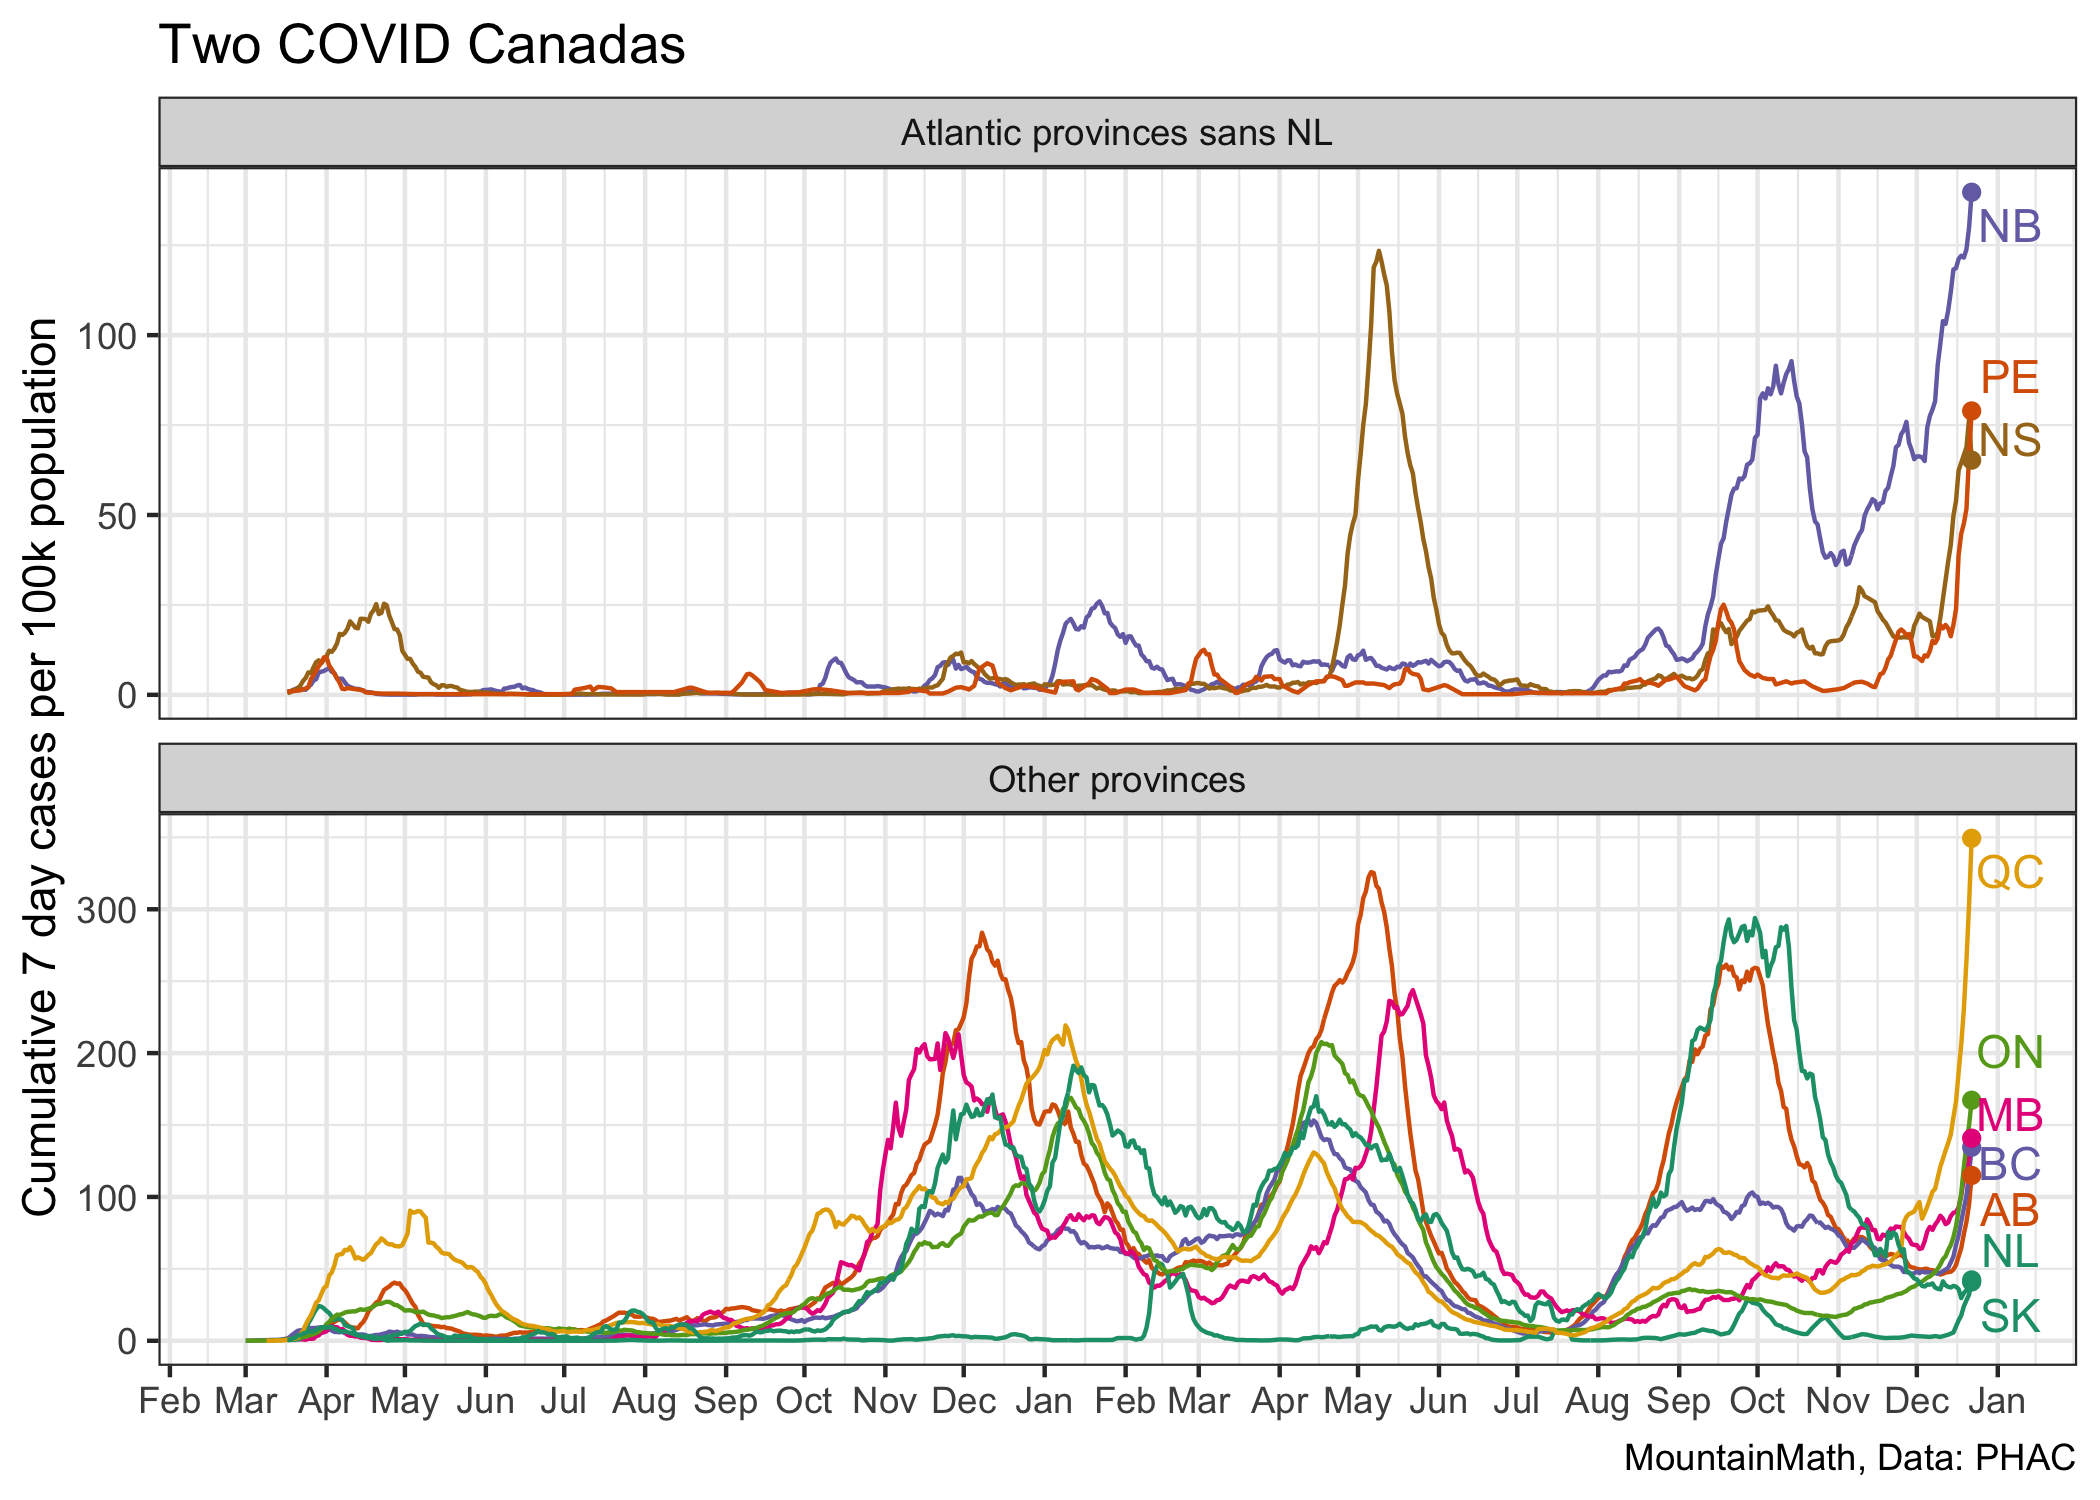 Two COVID Canadas
Atlantic provinces sans NL
Cumulative 7 day cases per 100k population
100
50
0
NB
PE
NS
Other provinces
300
200
100
0
QC
ON
MB
BC
AB
NL
SK
Feb Mar Apr May Jun Jul Aug Sep Oct Nov Dec Jan Feb Mar Apr May Jun Jul Aug Sep Oct Nov Dec Jan
MountainMath, Data: PHAC